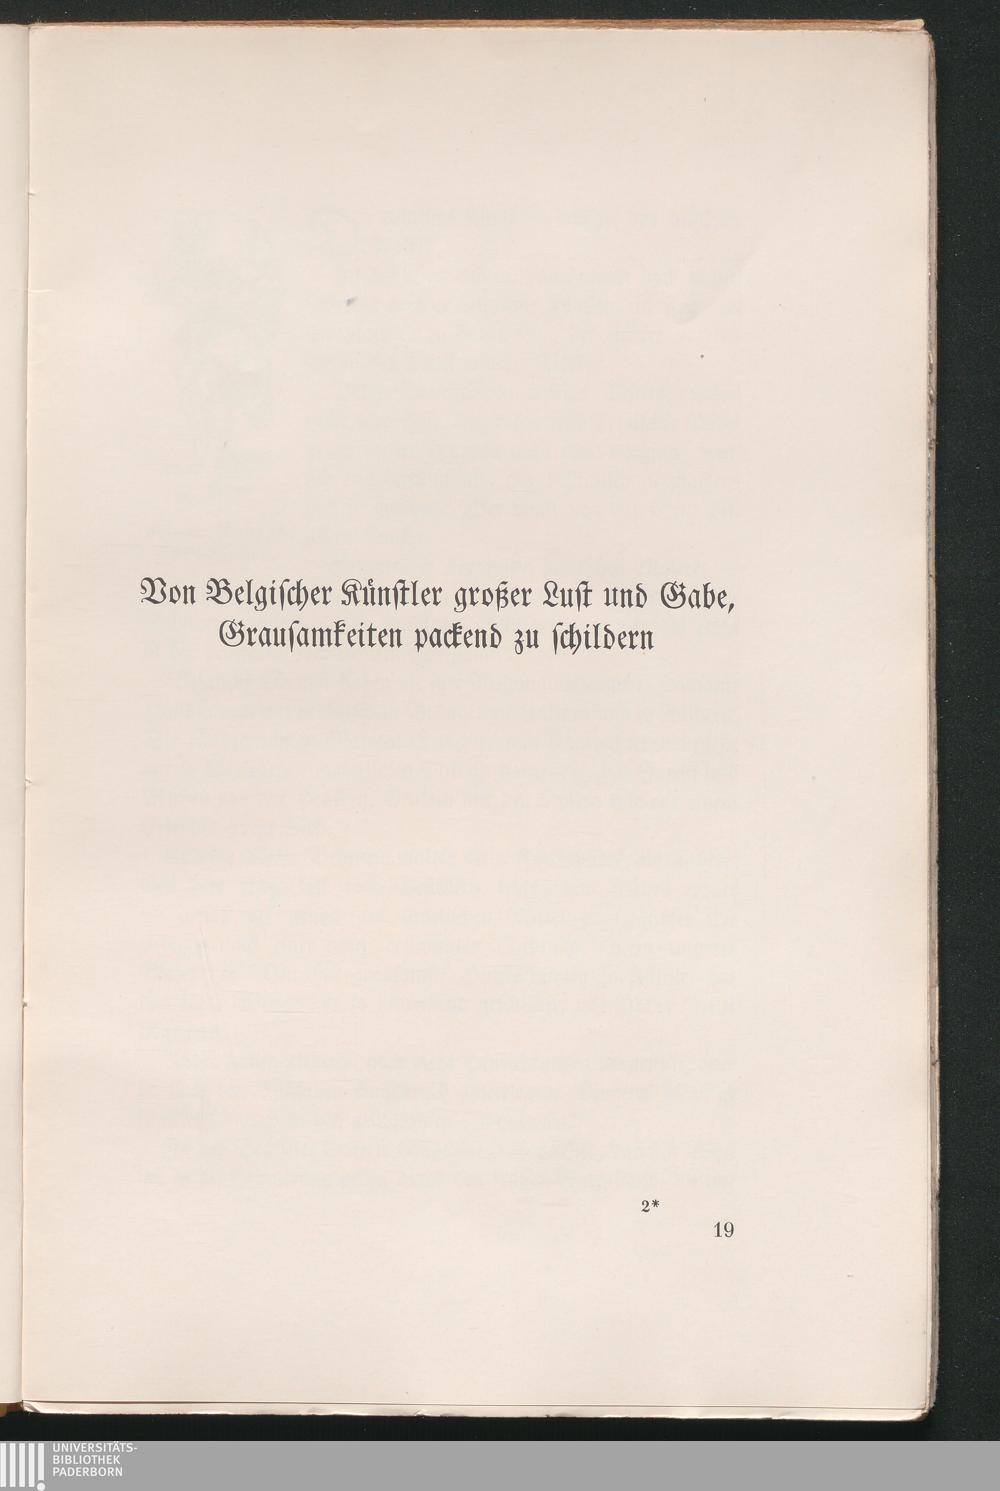 Von Belgiſcher Künſtler großer Luſt und Gabe,
Grauſamkeiten packend zu ſchildern
2*
19
UNIVERSITÄTS-
BIBLIOTHEK
PADERBORN